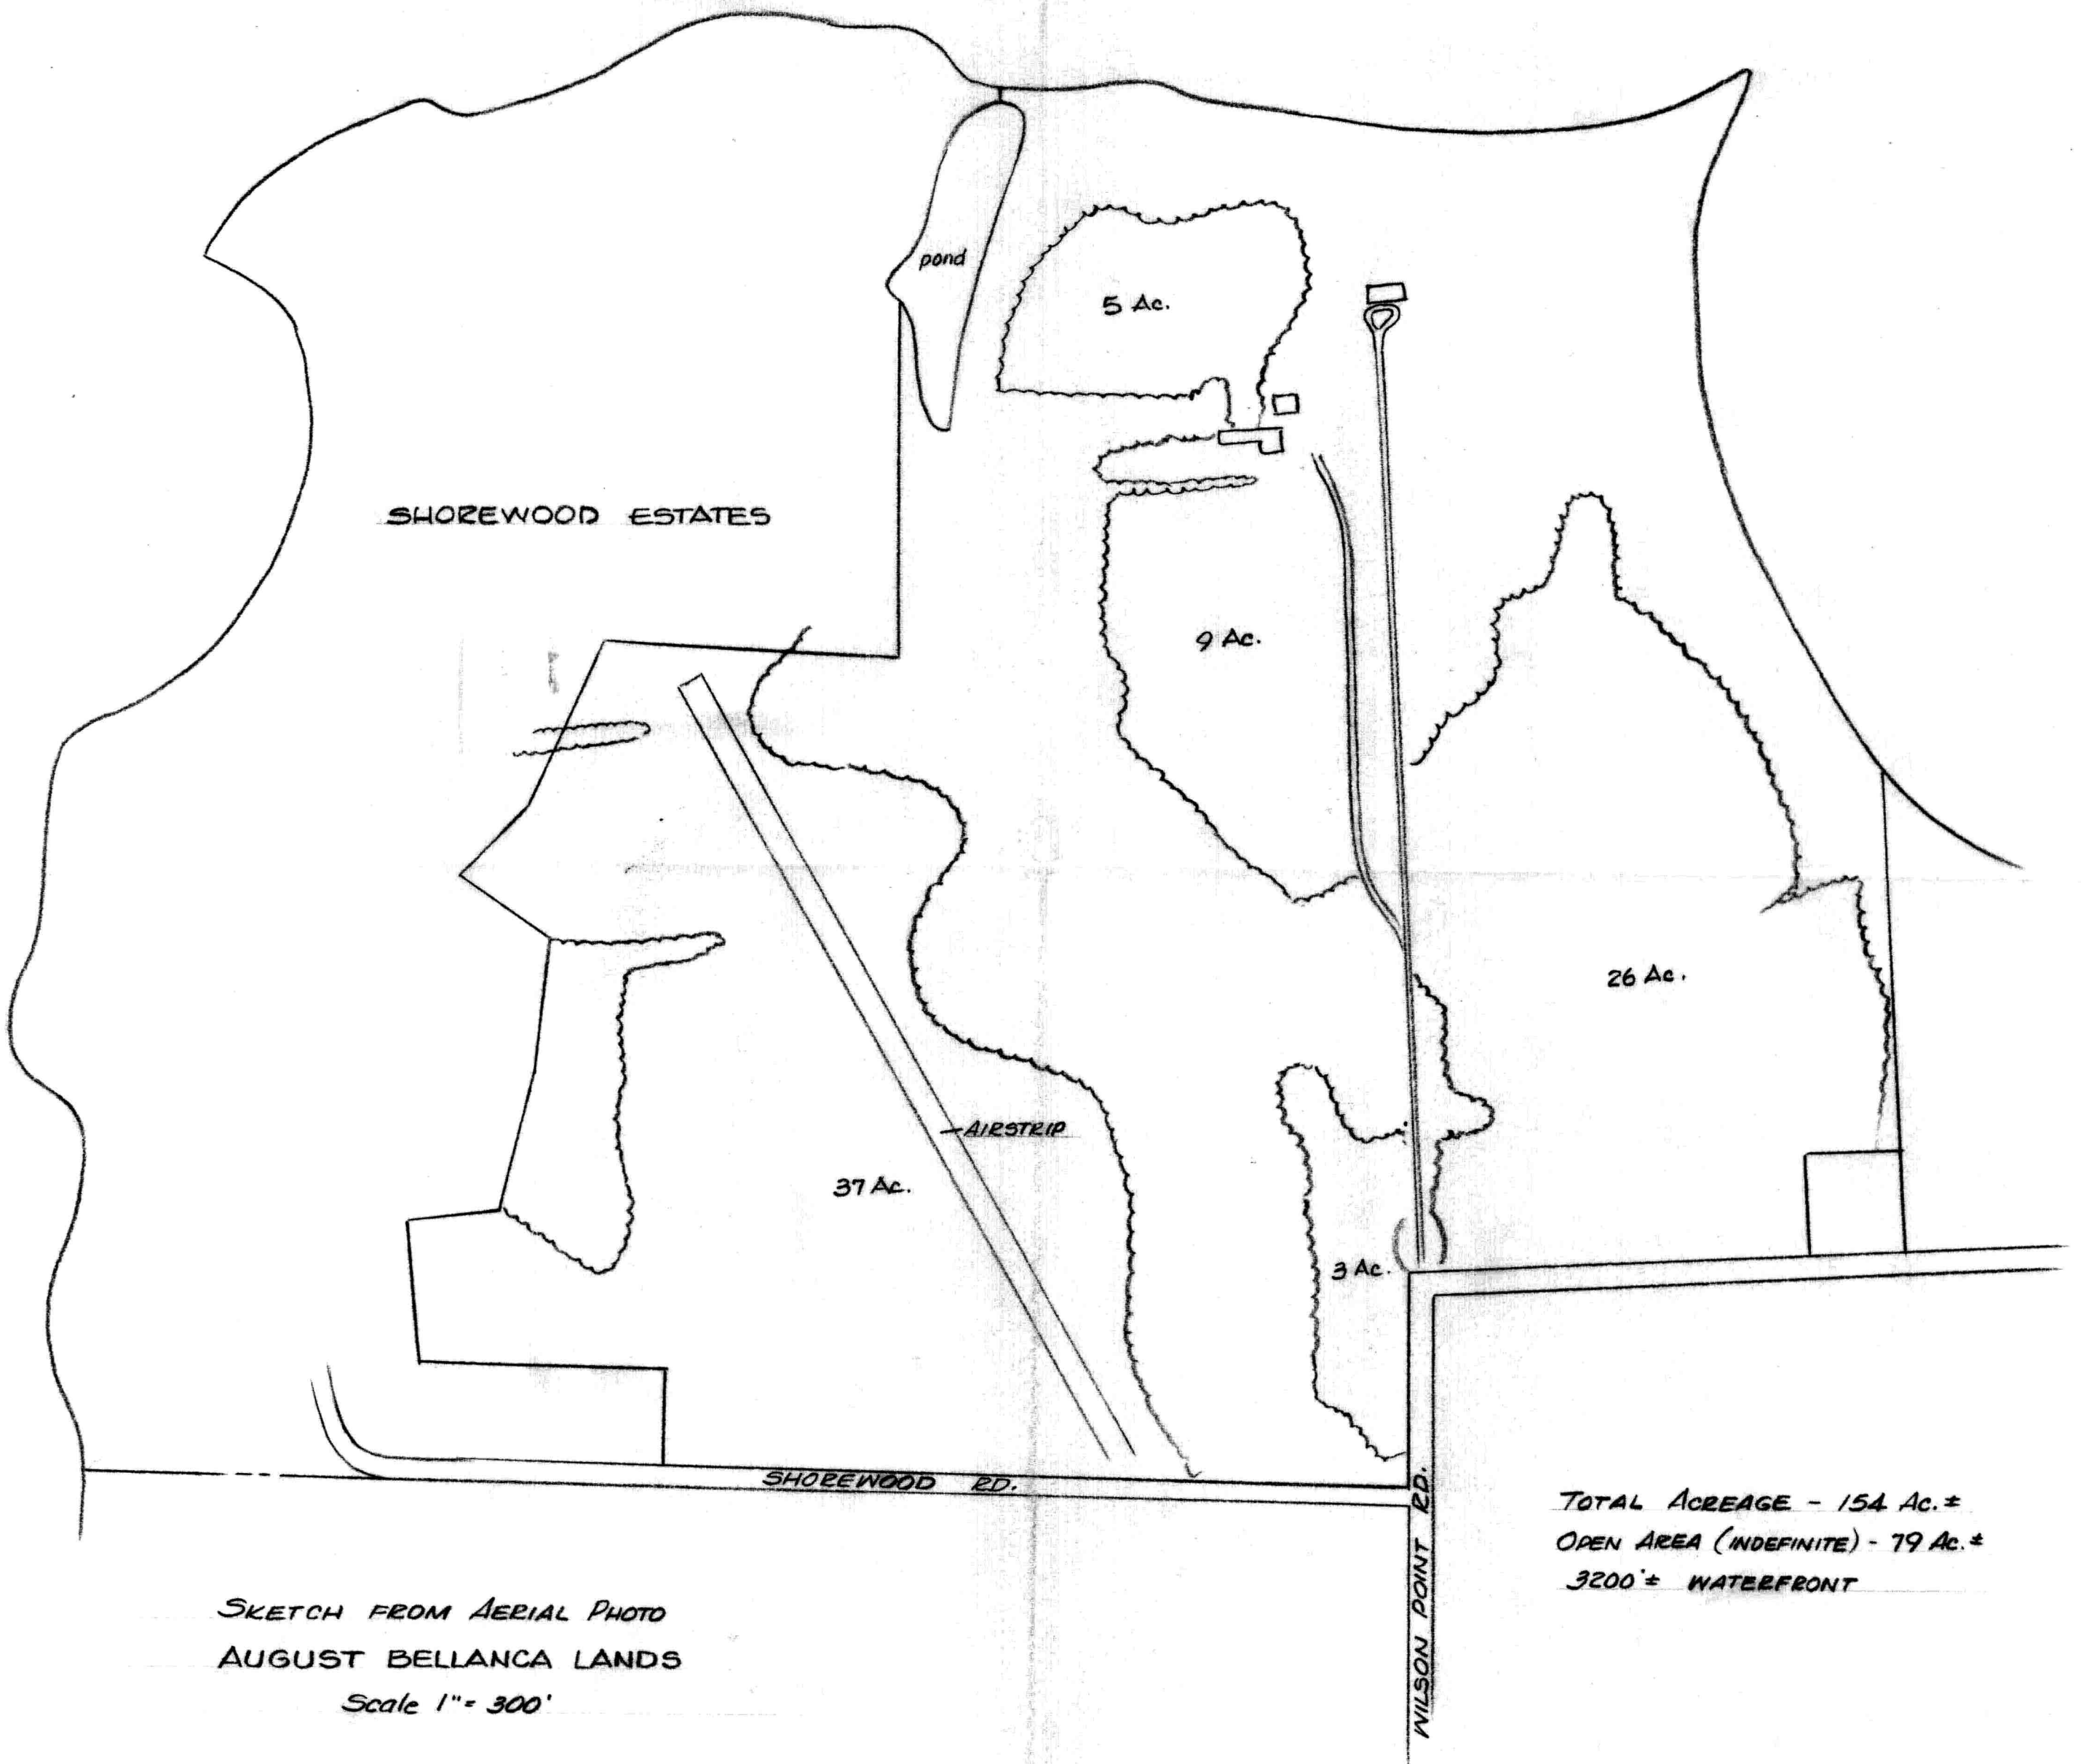 pond
5 Ac.
SHOREWOOD ESTATES
9 Ac.
26 Ac.
AIRSTRIP
37 Ac.
3 Ac.
SHOREWOOD RD.
WILSON POINT RD.
TOTAL ACREAGE - 154 Ac.±
OPEN AREA (INDEFINITE) - 79 Ac.±
3200'± WATERFRONT
SKETCH FROM AERIAL PHOTO
AUGUST BELLANCA LANDS
Scale 1"= 300'